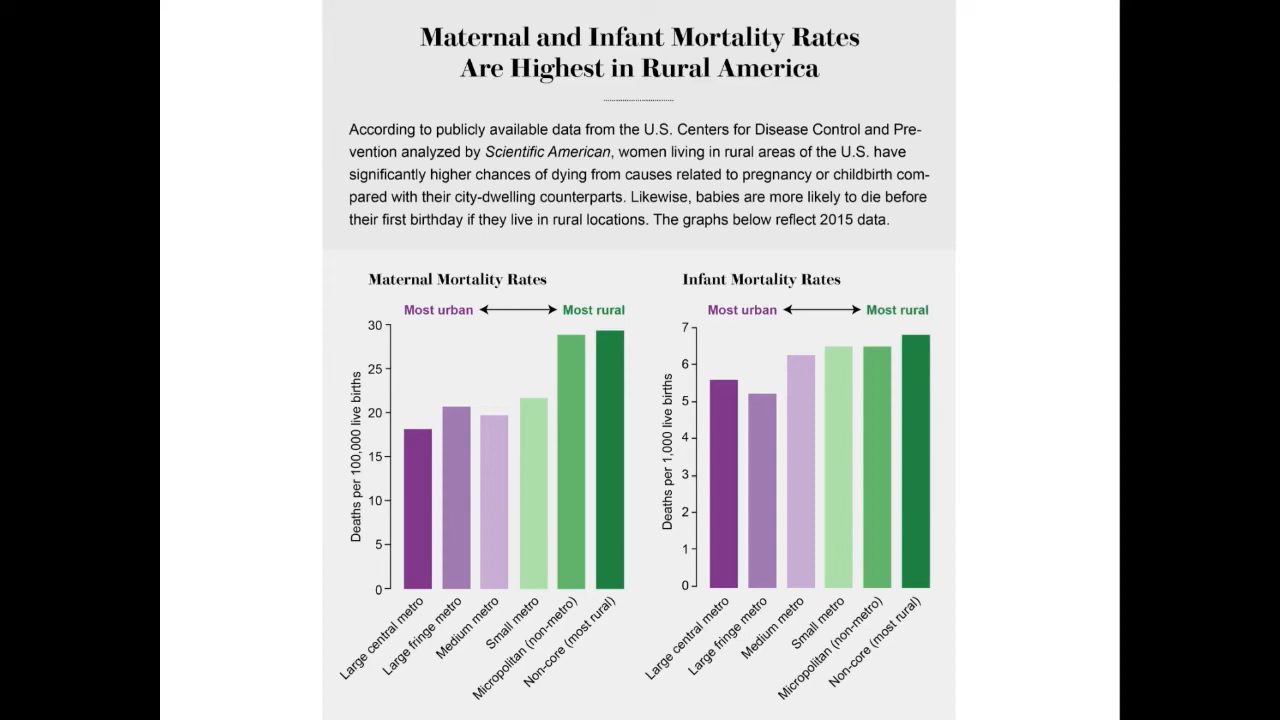 Maternal and Infant Mortality Rates
Are Highest in Rural America
According to publicly available data from the U.S. Centers for Disease Control and Pre-
vention analyzed by Scientific American, women living in rural areas of the U.S. have
significantly higher chances of dying from causes related to pregnancy or childbirth com-
pared with their city-dwelling counterparts. Likewise, babies are more likely to die before
their first birthday if they live in rural locations. The graphs below reflect 2015 data.
Maternal Mortality Rates
Most urban
Most rural
Deaths per 100,000 live births
30
25
20
15
10
5
0
Large central metro
Large fringe metro
Medium metro
Small metro
Micropolitan (non-metro)
Non-core (most rural)
Infant Mortality Rates
Most urban
Most rural
Deaths per 1,000 live births
7
6
5
4
3
2
1
0
Large central metro
Large fringe metro
Medium metro
Small metro
Micropolitan (non-metro)
Non-core (most rural)